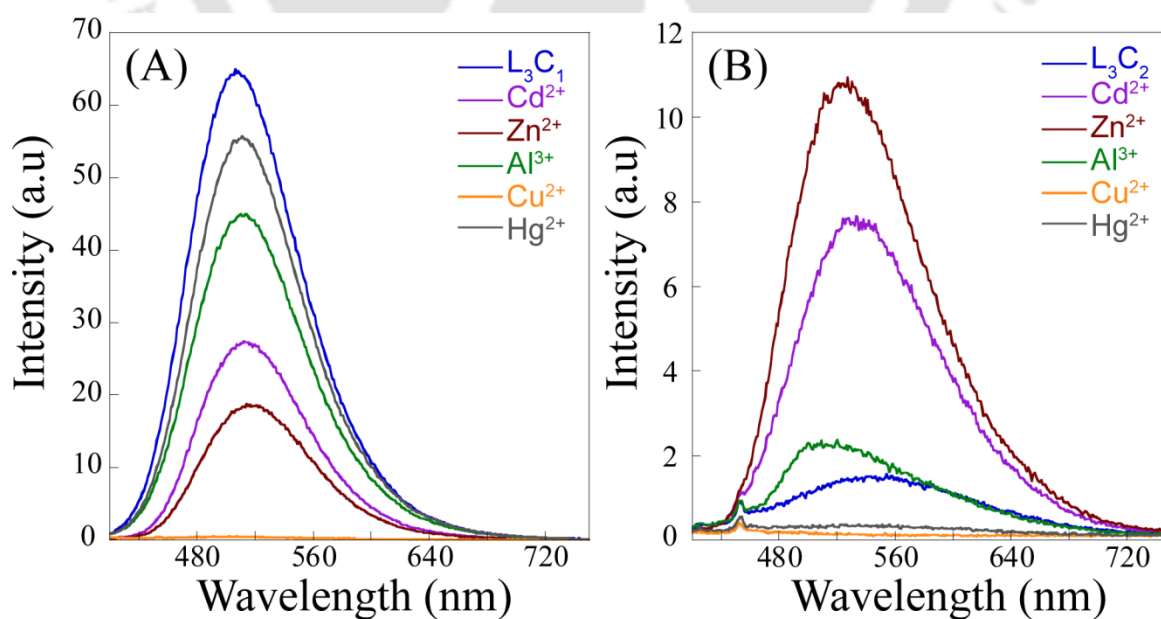 (A)
L₃C₁
Cd²⁺
Zn²⁺
Al³⁺
Cu²⁺
Hg²⁺
70
60
50
40
30
20
10
0
480 560 640 720
Intensity (a.u)
Wavelength (nm)
(B)
L₃C₂
Cd²⁺
Zn²⁺
Al³⁺
Cu²⁺
Hg²⁺
12
10
8
6
4
2
0
480 560 640 720
Intensity (a.u)
Wavelength (nm)